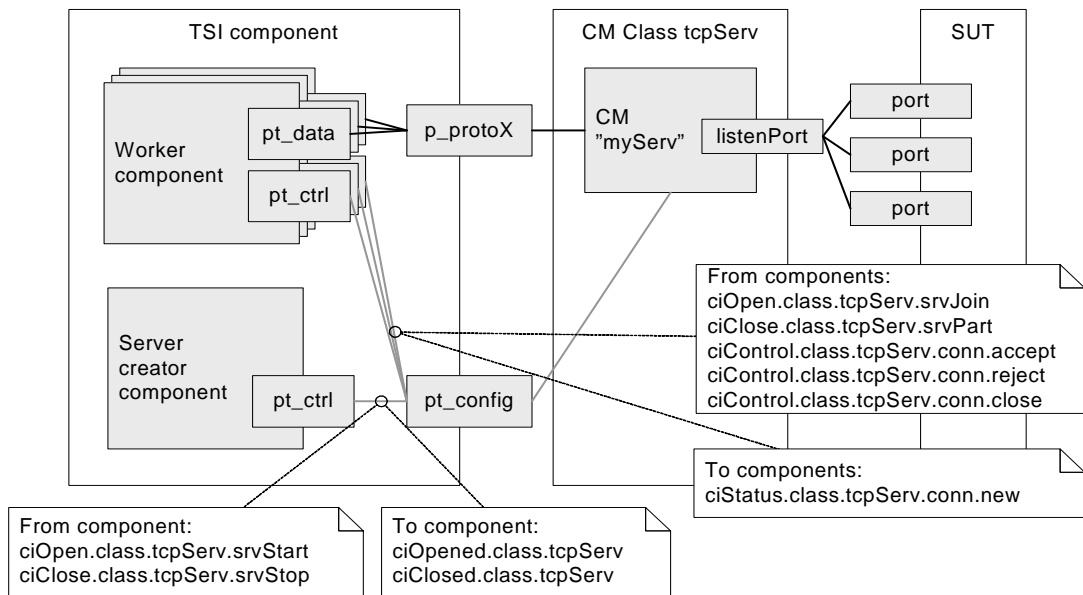 TSI component
CM Class tcpServ
SUT
pt_data
p_protoX
CM
"myServ"
listenPort
port
port
port
Worker
component
pt_ctrl
Server
creator
component
pt_ctrl
pt_config
From components:
ciOpen.class.tcpServ.srvJoin
ciClose.class.tcpServ.srvPart
ciControl.class.tcpServ.conn.accept
ciControl.class.tcpServ.conn.reject
ciControl.class.tcpServ.conn.close
To components:
ciStatus.class.tcpServ.conn.new
From component:
ciOpen.class.tcpServ.srvStart
ciClose.class.tcpServ.srvStop
To component:
ciOpened.class.tcpServ
ciClosed.class.tcpServ